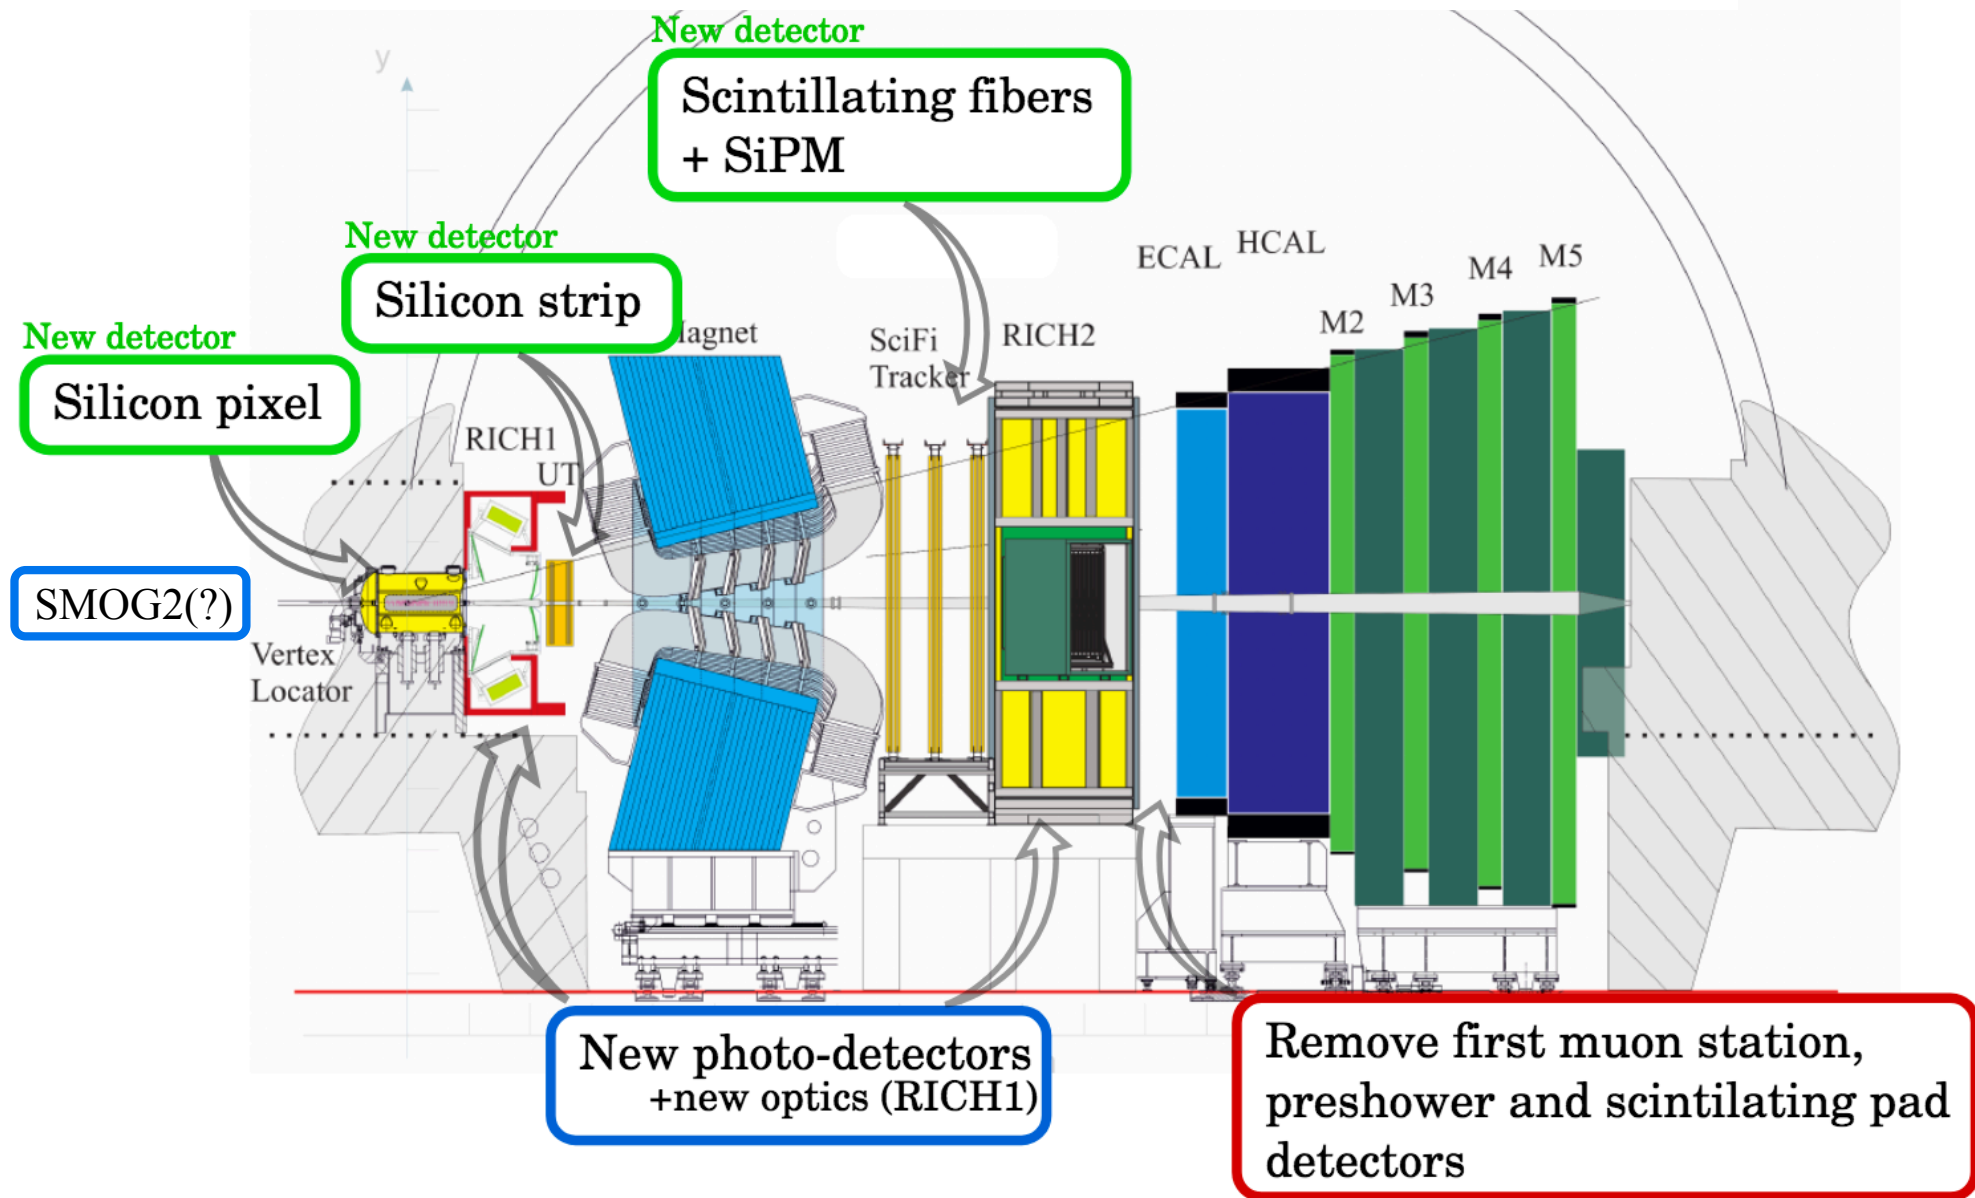 New detector
Scintillating fibers
+ SiPM
y
New detector
Silicon strip
New detector
Silicon pixel
SMOG2(?)
Vertex
Locator
RICH1
UT
Magnet
SciFi
Tracker
RICH2
ECAL
HCAL
M2
M3
M4
M5
New photo-detectors
+new optics (RICH1)
Remove first muon station,
preshower and scintilating pad
detectors